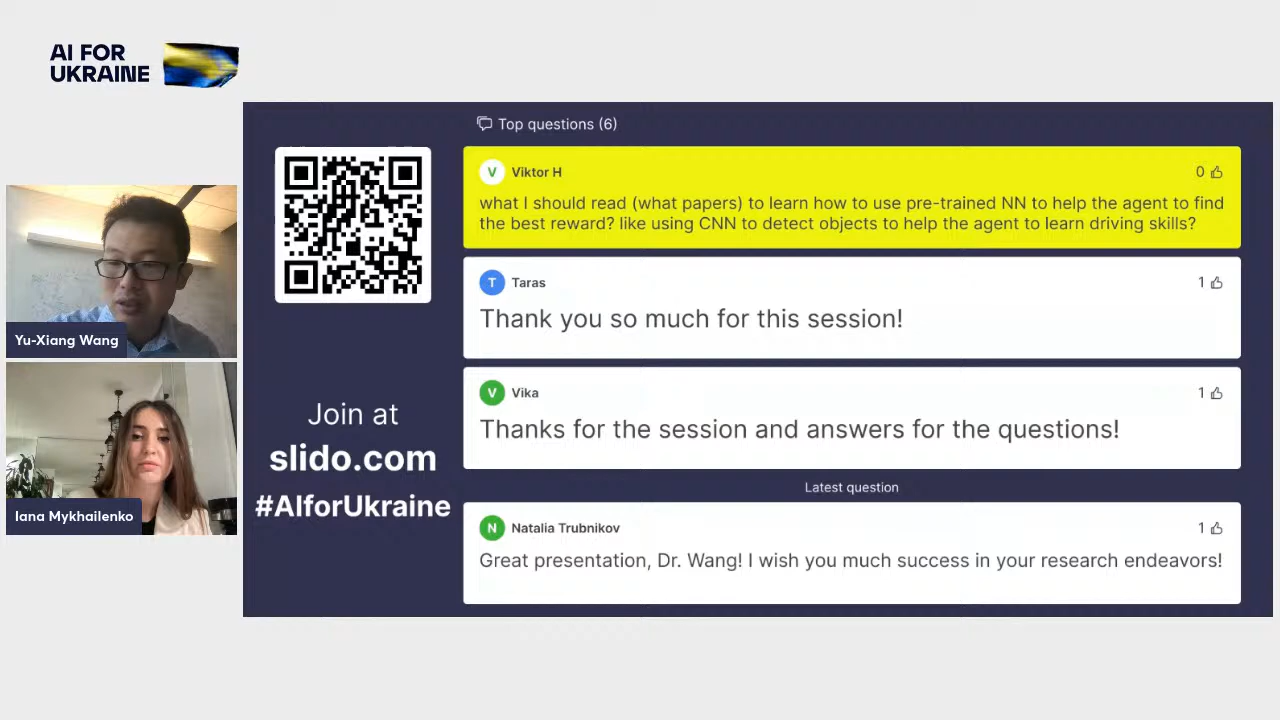 AI FOR
UKRAINE
Top questions (6)
V
Viktor H
0
what I should read (what papers) to learn how to use pre-trained NN to help the agent to find
the best reward? like using CNN to detect objects to help the agent to learn driving skills?
T
Taras
1
Thank you so much for this session!
V
Vika
1
Thanks for the session and answers for the questions!
Latest question
N
Natalia Trubnikov
1
Great presentation, Dr. Wang! I wish you much success in your research endeavors!
Yu-Xiang Wang
Iana Mykhailenko
Join at
slido.com
#AIforUkraine